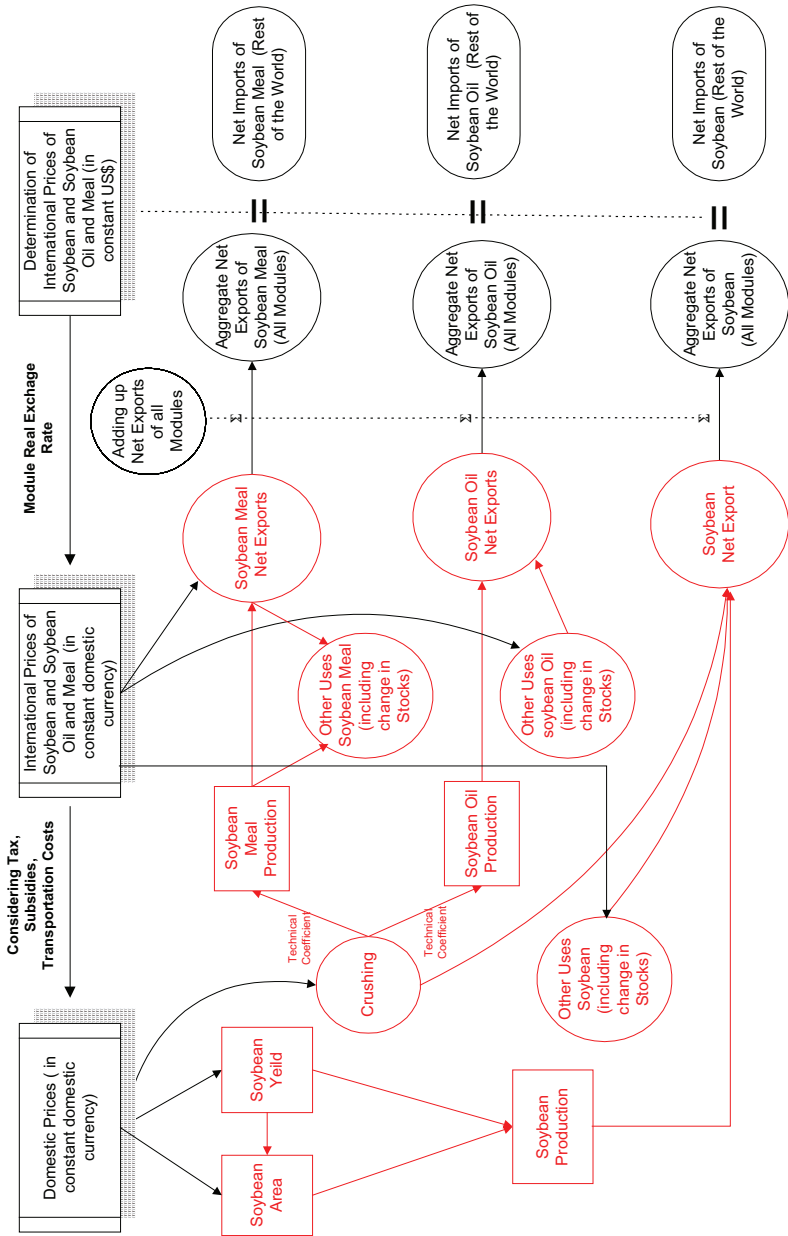 Domestic Prices ( in
constant domestic
currency)
Considering Tax,
Subsidies,
Transportation Costs
International Prices of
Soybean and Soybean
Oil and Meal (in
constant domestic
currency)
Module Real Exchage
Rate
Determination of
International Prices of
Soybean and Soybean
Oil and Meal (in
constant US$)
Adding up
Net Exports
of all
Modules
Soybean
Area
Soybean
Yeild
Crushing
Technical
Coefficient
Technical
Coefficient
Soybean
Meal
Production
Other Uses
Soybean Meal
(including
change in
Stocks)
Soybean Meal
Net Exports
Σ
Aggregate Net
Exports of
Soybean Meal
(All Modules)
=
Net Imports of
Soybean Meal (Rest
of the World)
Soybean Oil
Production
Other Uses
soybean Oil
(including
change in
Stocks)
Soybean Oil
Net Exports
Σ
Aggregate Net
Exports of
Soybean Oil
(All Modules)
=
Net Imports of
Soybean Oil (Rest of
the World)
Soybean
Production
Other Uses
Soybean
(including
change in
Stocks)
Soybean
Net Export
Σ
Aggregate Net
Exports of
Soybean
(All Modules)
=
Net Imports of
Soybean (Rest of the
World)